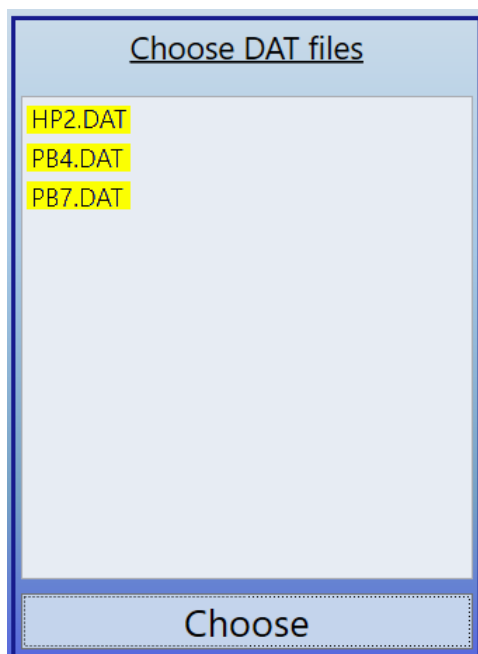 Choose DAT files
HP2.DAT
PB4.DAT
PB7.DAT
Choose